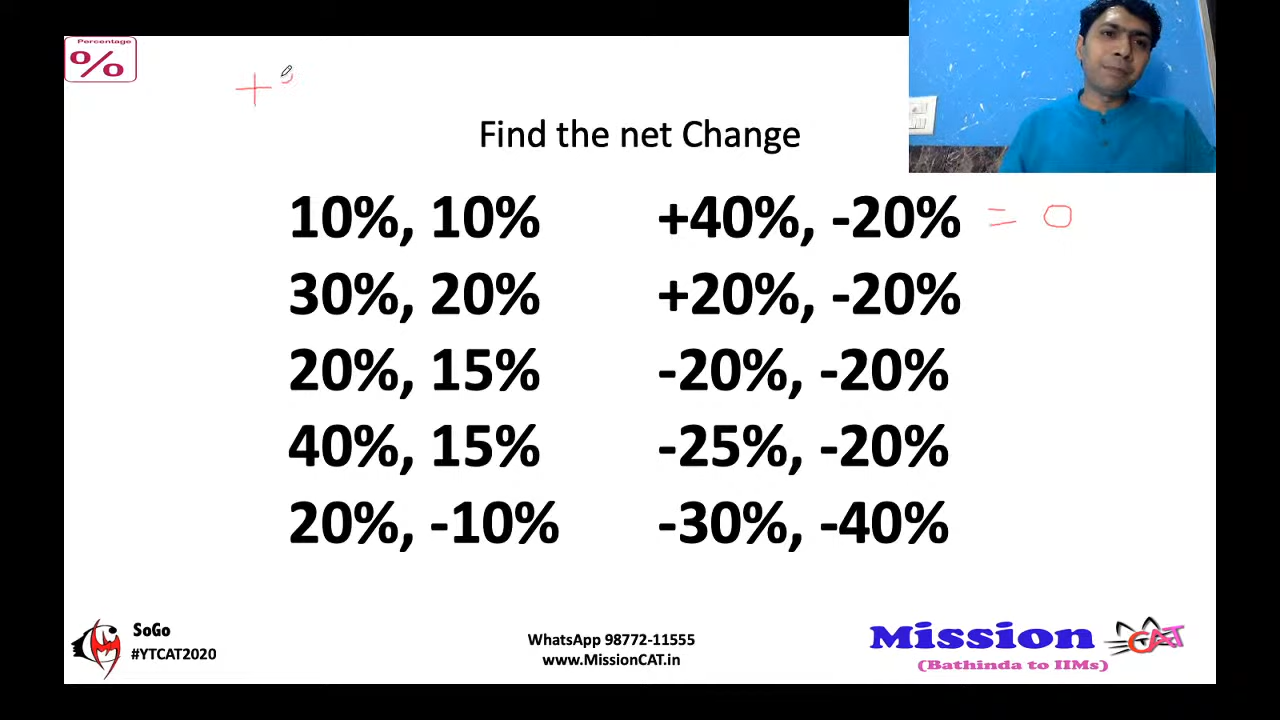 Percentage
%
+
Find the net Change
10%, 10%
30%, 20%
20%, 15%
40%, 15%
20%, -10%
+40%, -20% = 0
+20%, -20%
-20%, -20%
-25%, -20%
-30%, -40%
SoGo
#YTCAT2020
WhatsApp 98772-11555
www.MissionCAT.in
Mission CAT
(Bathinda to IIMs)